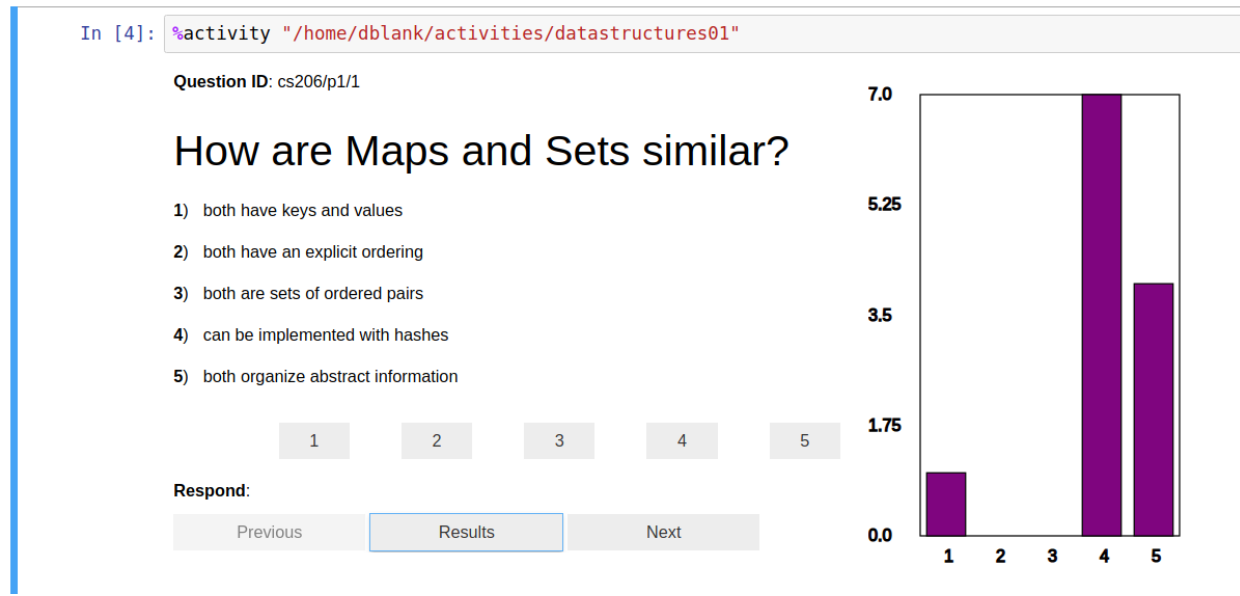 In [4]: %activity "/home/dblank/activities/datastructures01"
Question ID: cs206/p1/1
How are Maps and Sets similar?
1) both have keys and values
2) both have an explicit ordering
3) both are sets of ordered pairs
4) can be implemented with hashes
5) both organize abstract information
1 2 3 4 5
Respond:
Previous Results Next
7.0
5.25
3.5
1.75
0.0
1 2 3 4 5